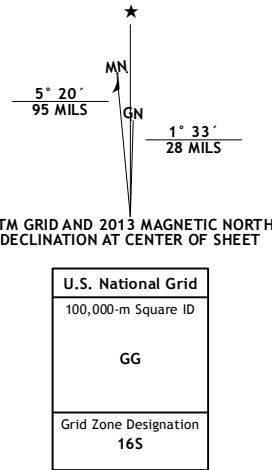 MN
GN
5° 20´
95 MILS
1° 33´
28 MILS
TM GRID AND 2013 MAGNETIC NORTH
DECLINATION AT CENTER OF SHEET
U.S. National Grid
100,000-m Square ID
GG
Grid Zone Designation
16S